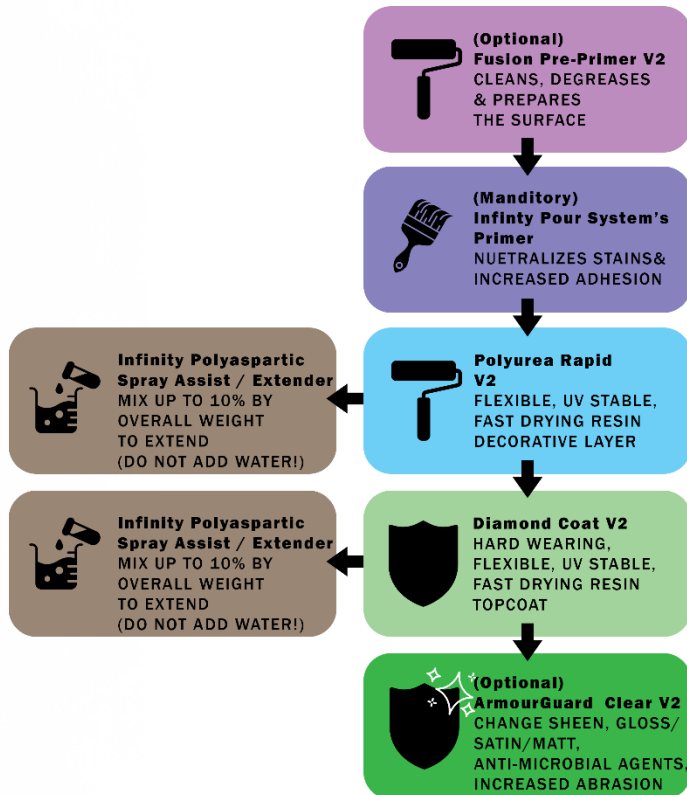 (Optional)
Fusion Pre-Primer V2
CLEANS, DEGREASES
& PREPARES
THE SURFACE
(Manditory)
Infinty Pour System's
Primer
NUETRALIZES STAINS&
INCREASED ADHESION
Infinity Polyaspartic
Spray Assist / Extender
MIX UP TO 10% BY
OVERALL WEIGHT
TO EXTEND
(DO NOT ADD WATER!)
Polyurea Rapid
V2
FLEXIBLE, UV STABLE,
FAST DRYING RESIN
DECORATIVE LAYER
Infinity Polyaspartic
Spray Assist / Extender
MIX UP TO 10% BY
OVERALL WEIGHT
TO EXTEND
(DO NOT ADD WATER!)
Diamond Coat V2
HARD WEARING,
FLEXIBLE, UV STABLE,
FAST DRYING RESIN
TOPCOAT
(Optional)
ArmourGuard Clear V2
CHANGE SHEEN, GLOSS/
SATIN/MATT,
ANTI-MICROBIAL AGENTS,
INCREASED ABRASION